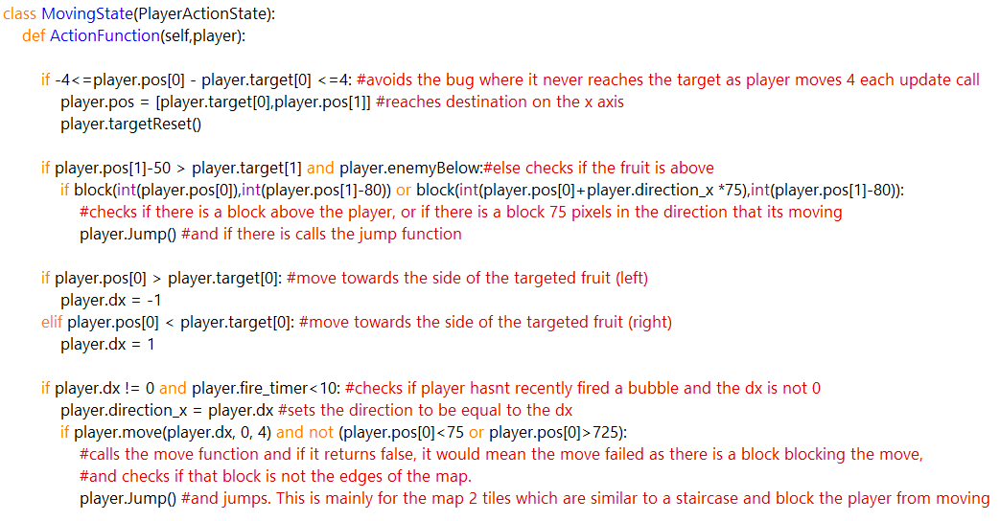 class MovingState(PlayerActionState):
def ActionFunction(self,player):
if -4<=player.pos[0] - player.target[0] <=4: #avoids the bug where it never reaches the target as player moves 4 each update call
player.pos = [player.target[0],player.pos[1]] #reaches destination on the x axis
player.targetReset()
if player.pos[1]-50 > player.target[1] and player.enemyBelow:#else checks if the fruit is above
if block(int(player.pos[0]),int(player.pos[1]-80)) or block(int(player.pos[0]+player.direction_x *75),int(player.pos[1]-80)):
#checks if there is a block above the player, or if there is a block 75 pixels in the direction that its moving
player.Jump() #and if there is calls the jump function
if player.pos[0] > player.target[0]: #move towards the side of the targeted fruit (left)
player.dx = -1
elif player.pos[0] < player.target[0]: #move towards the side of the targeted fruit (right)
player.dx = 1
if player.dx != 0 and player.fire_timer<10: #checks if player hasnt recently fired a bubble and the dx is not 0
player.direction_x = player.dx #sets the direction to be equal to the dx
if player.move(player.dx, 0, 4) and not (player.pos[0]<75 or player.pos[0]>725):
#calls the move function and if it returns false, it would mean the move failed as there is a block blocking the move,
#and checks if that block is not the edges of the map.
player.Jump() #and jumps. This is mainly for the map 2 tiles which are similar to a staircase and block the player from moving